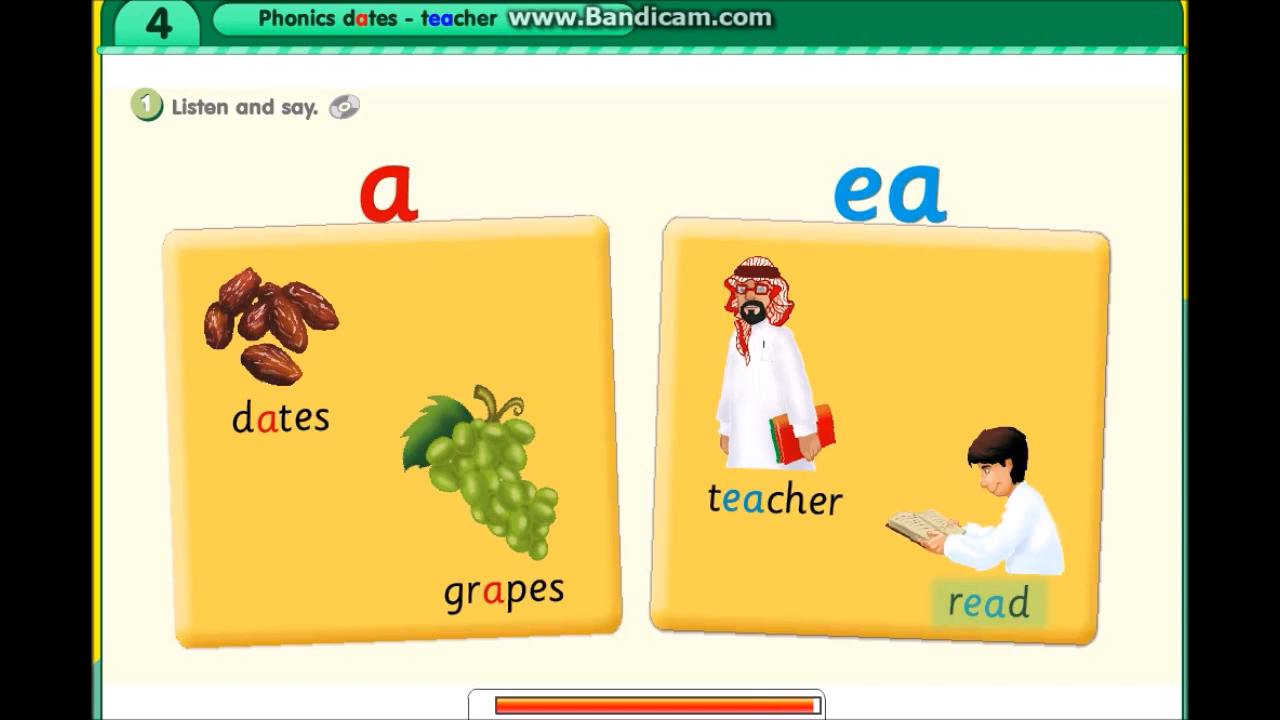 4
Phonics dates - teacher
www.Bandicam.com
1 Listen and say.
a
ea
dates
grapes
teacher
read